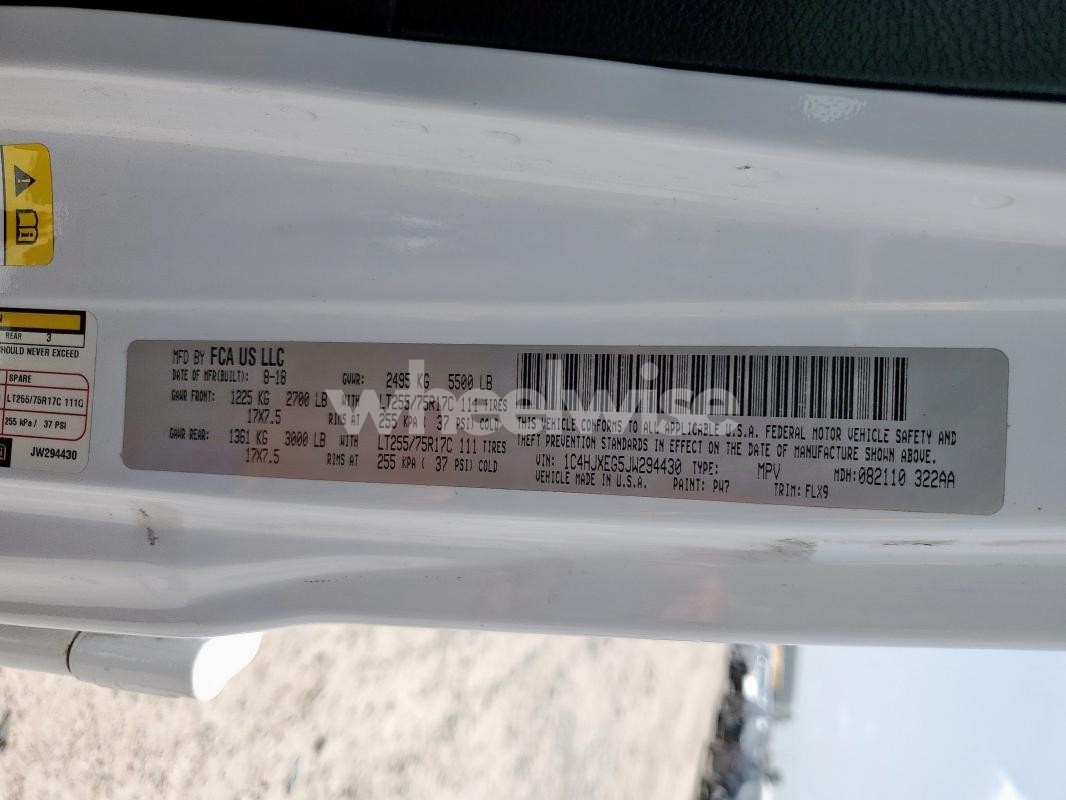 REAR 3
SHOULD NEVER EXCEED
SPARE
LT255/75R17C 111Q
255 kPa / 37 PSI
JW294430
MFD BY FCA US LLC
DATE OF MFR(BUILT): 8-18 GVWR: 2495 KG 5500 LB
GAWR FRONT: 1225 KG 2700 LB WITH LT255/75R17C 111 TIRES
17X7.5 RIMS AT 255 KPA ( 37 PSI) COLD
GAWR REAR: 1361 KG 3000 LB WITH LT255/75R17C 111 TIRES
17X7.5 RIMS AT 255 KPA ( 37 PSI) COLD
THIS VEHICLE CONFORMS TO ALL APPLICABLE U.S.A. FEDERAL MOTOR VEHICLE SAFETY AND
THEFT PREVENTION STANDARDS IN EFFECT ON THE DATE OF MANUFACTURE SHOWN ABOVE.
VIN: 1C4HJXEG5JW294430 TYPE: MPV MDH:082110 322AA
VEHICLE MADE IN U.S.A. PAINT: PW7 TRIM:FLX9
wheelwise